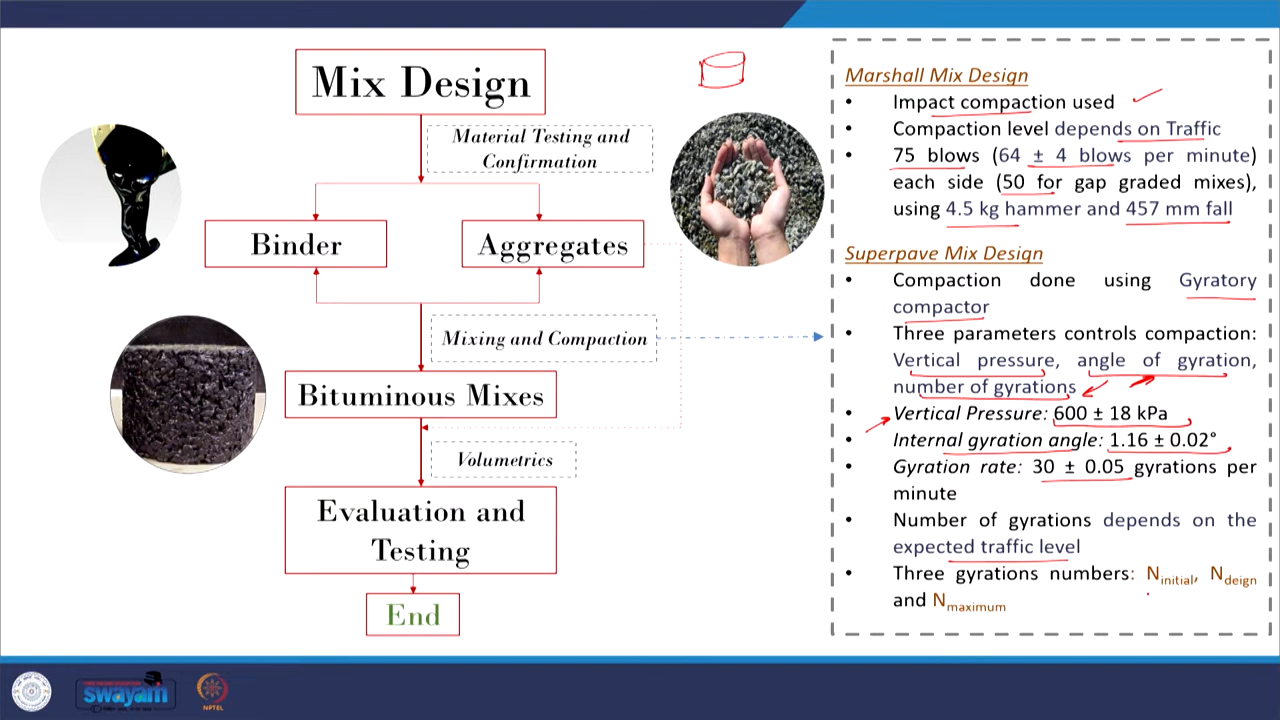 Mix Design
Material Testing and
Confirmation
Binder
Aggregates
Mixing and Compaction
Bituminous Mixes
Volumetrics
Evaluation and
Testing
End
Marshall Mix Design
• Impact compaction used
• Compaction level depends on Traffic
• 75 blows (64 ± 4 blows per minute)
each side (50 for gap graded mixes),
using 4.5 kg hammer and 457 mm fall
Superpave Mix Design
• Compaction done using Gyratory
compactor
• Three parameters controls compaction:
Vertical pressure, angle of gyration,
number of gyrations
• Vertical Pressure: 600 ± 18 kPa
• Internal gyration angle: 1.16 ± 0.02°
• Gyration rate: 30 ± 0.05 gyrations per
minute
• Number of gyrations depends on the
expected traffic level
• Three gyrations numbers: Ninitial, Ndeign
and Nmaximum
swayam
NPTEL